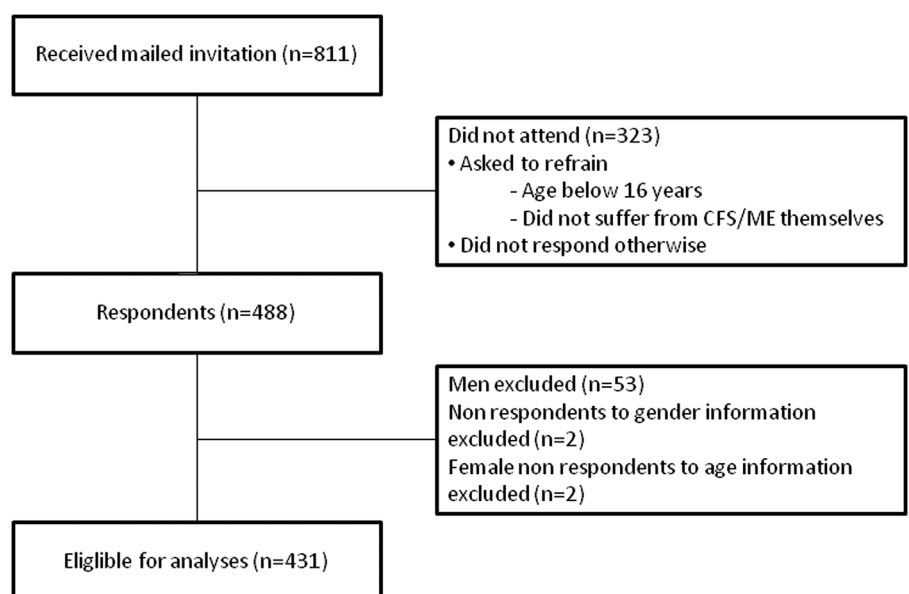 Received mailed invitation (n=811)
Did not attend (n=323)
• Asked to refrain
- Age below 16 years
- Did not suffer from CFS/ME themselves
• Did not respond otherwise
Respondents (n=488)
Men excluded (n=53)
Non respondents to gender information
excluded (n=2)
Female non respondents to age information
excluded (n=2)
Eliglible for analyses (n=431)